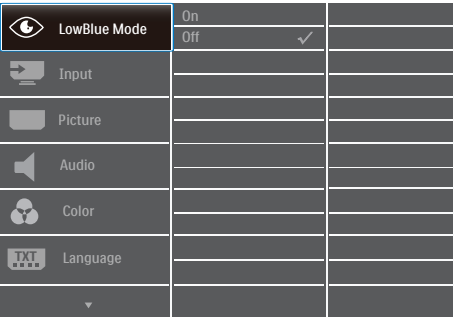 LowBlue Mode
On
Off
Input
Picture
Audio
Color
TXT
Language